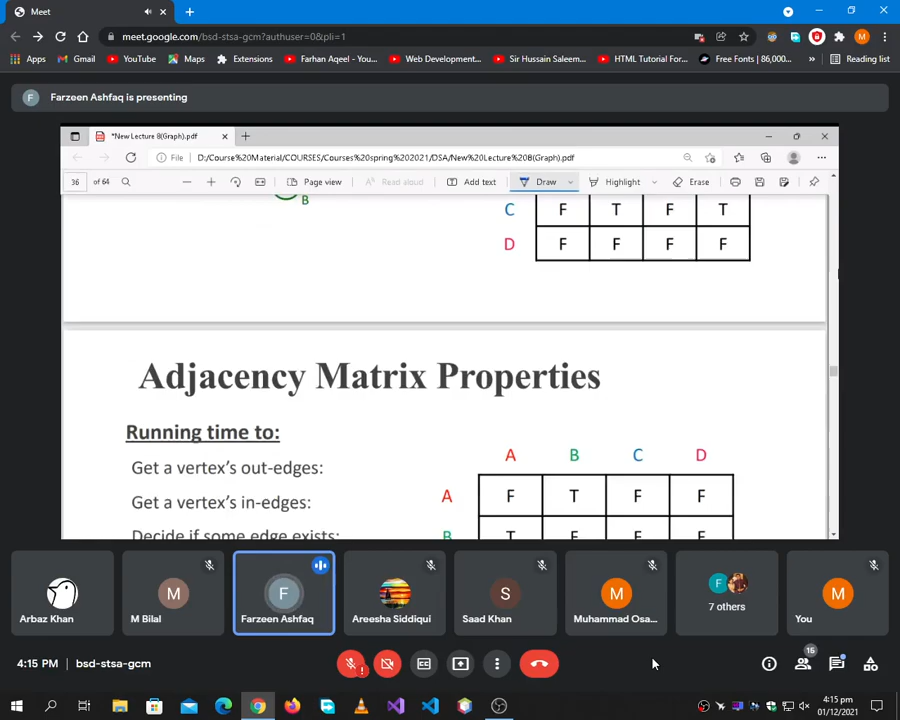 Meet
meet.google.com/bsd-stsa-gcm?authuser=0&pli=1
Apps Gmail YouTube Maps Extensions Farhan Aqeel - You... Web Development... Sir Hussain Saleem... HTML Tutorial For... Free Fonts | 86,000... » Reading list
F Farzeen Ashfaq is presenting
*New Lecture 8(Graph).pdf
File D:/Course%20Material/COURSES/Courses%20spring%202021/DSA/New%20Lecture%208(Graph).pdf
36 of 64 Page view Read aloud Add text Draw Highlight Erase
B
C F T F T
D F F F F
Adjacency Matrix Properties
Running time to:
A B C D
Get a vertex's out-edges:
A F T F F
Get a vertex's in-edges:
Decide if some edge exists:
B T F F F
M F S M F M
Arbaz Khan M Bilal Farzeen Ashfaq Areesha Siddiqui Saad Khan Muhammad Osa... 7 others You
4:15 PM | bsd-stsa-gcm
16
4:15 pm
01/12/2021